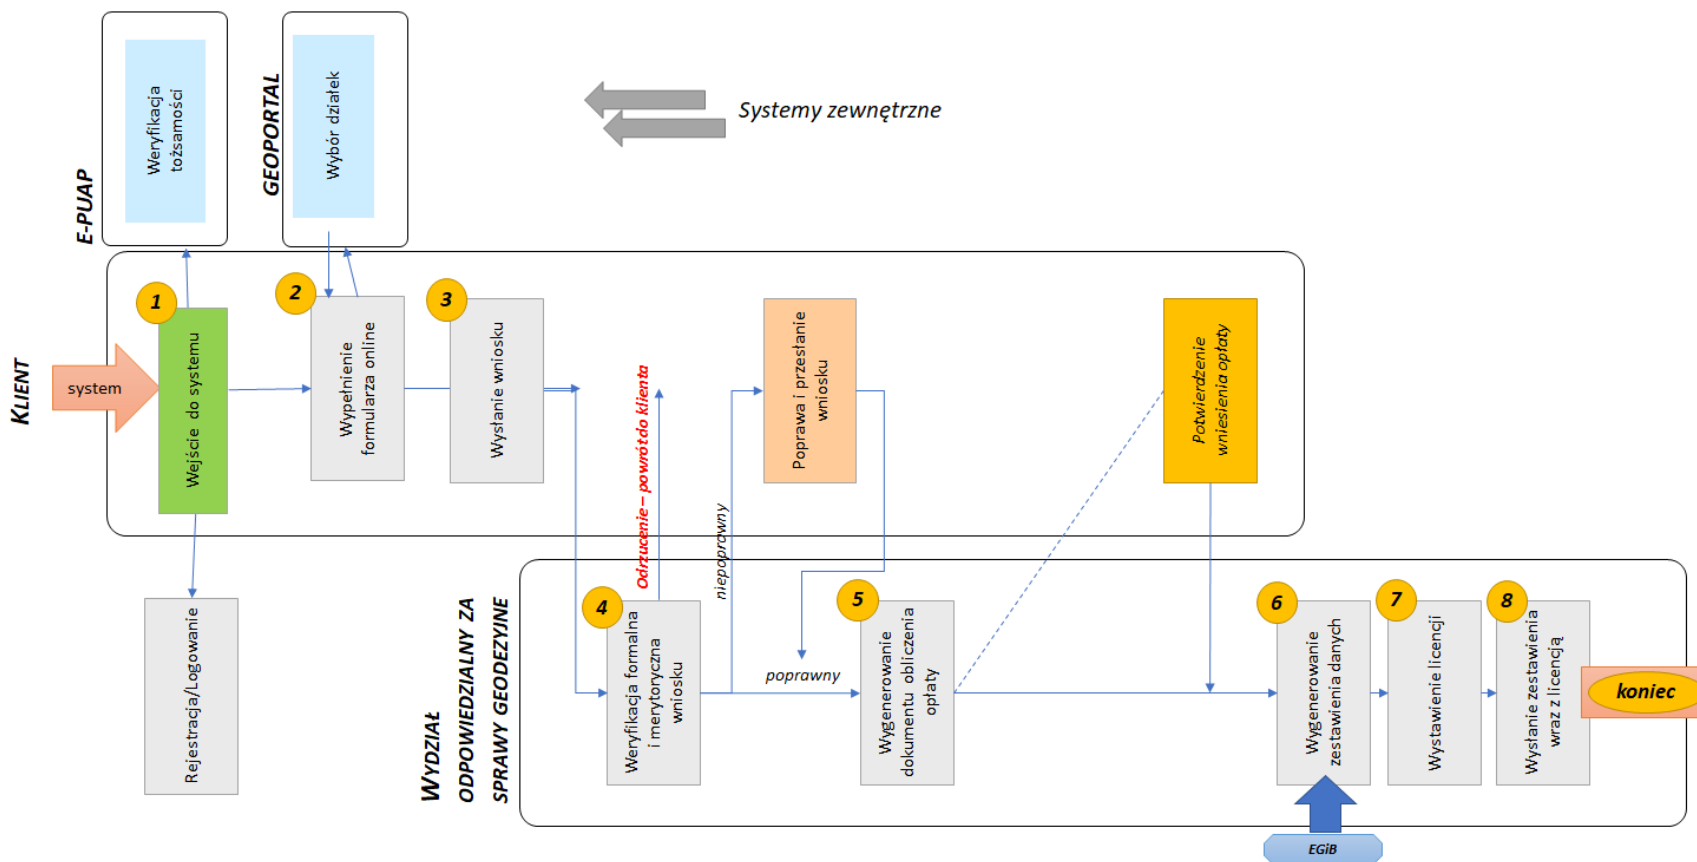 E-PUAP
Weryfikacja
tożsamości
GEOPORTAL
Wybór działek
Systemy zewnętrzne
KLIENT
system
1
Wejście do systemu
2
Wypełnienie
formularza online
3
Wysłanie wniosku
Odrzucenie – powrót do klienta
niepoprawny
Poprawa i przesłanie
wniosku
Potwierdzenie
wniesienia opłaty
Rejestracja/Logowanie
WYDZIAŁ
ODPOWIEDZIALNY ZA
SPRAWY GEODEZYJNE
4
Weryfikacja formalna
i merytoryczna
wniosku
poprawny
5
Wygenerowanie
dokumentu obliczenia
opłaty
6
Wygenerowanie
zestawienia danych
7
Wystawienie licencji
8
Wysłanie zestawienia
wraz z licencją
koniec
EGiB